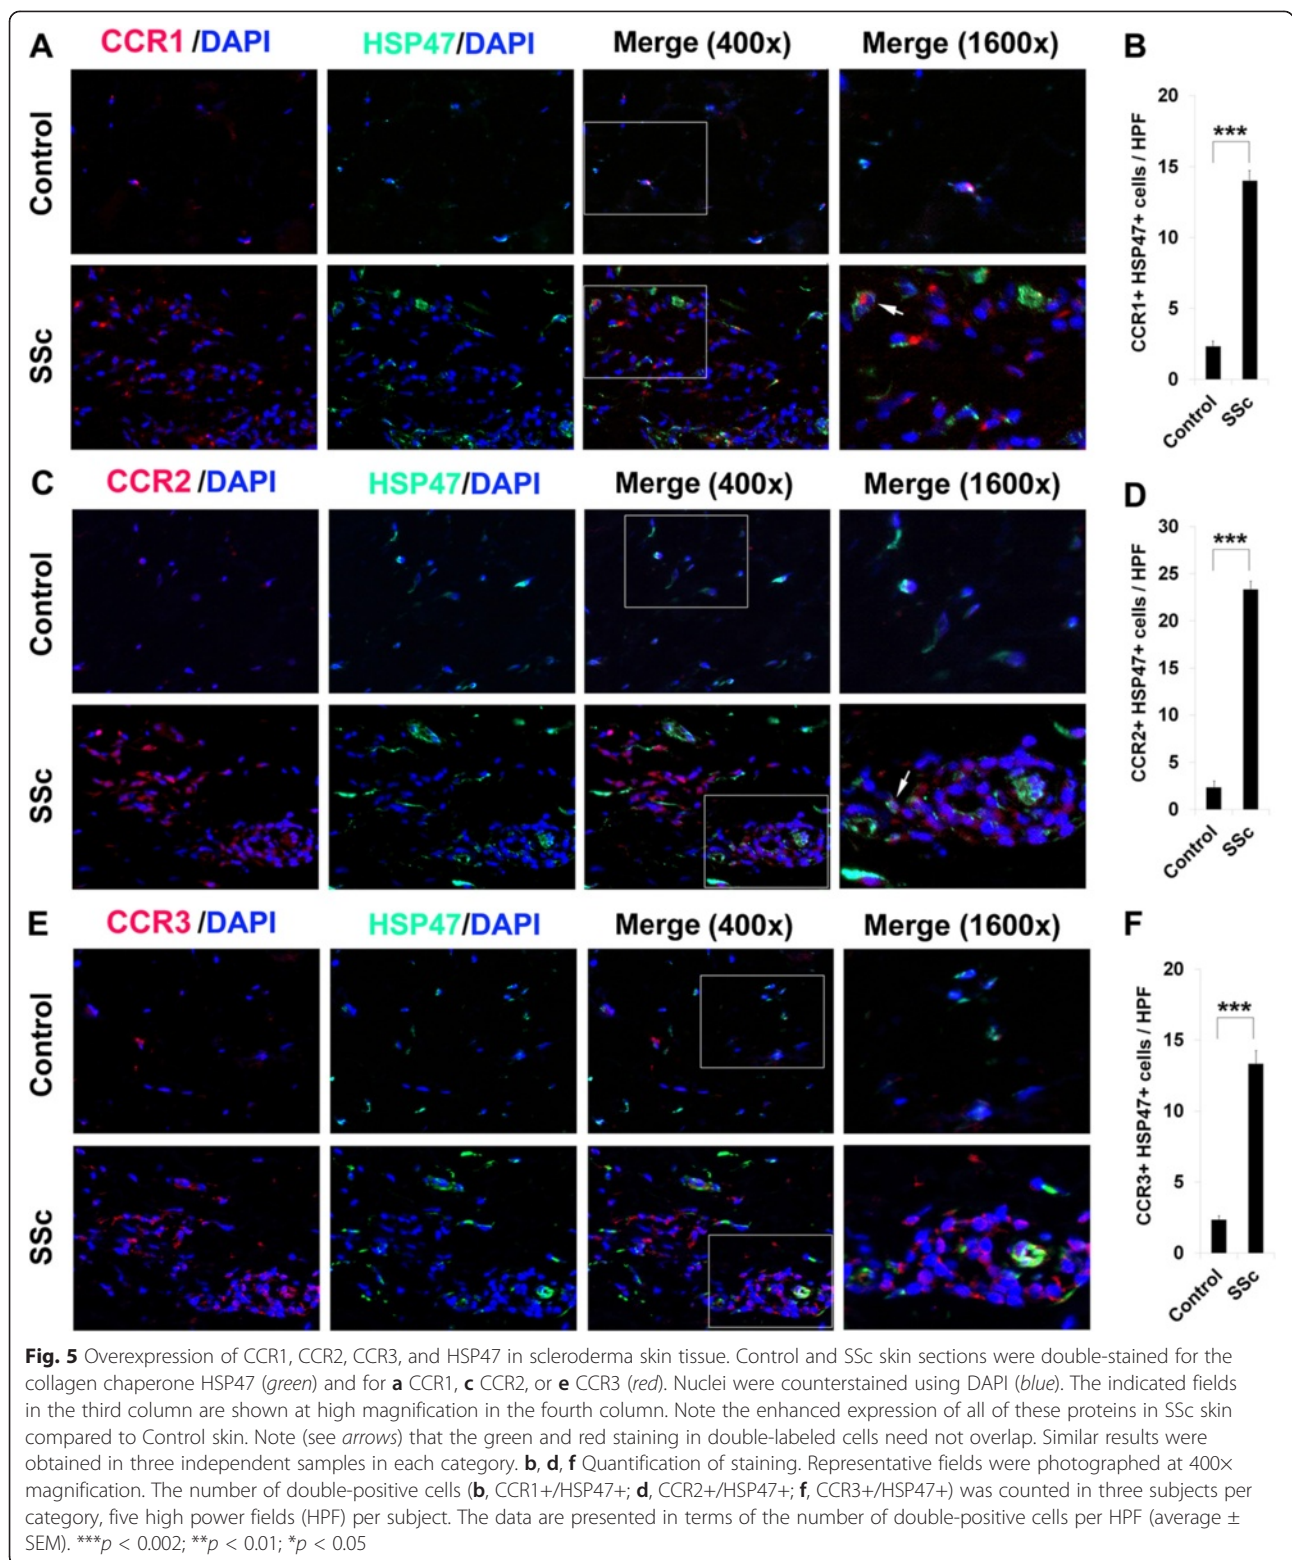 A
CCR1 /DAPI
HSP47/DAPI
Merge (400x)
Merge (1600x)
Control
SSc
B
CCR1+ HSP47+ cells / HPF
20
15
10
5
0
***
Control
SSc
C
CCR2 /DAPI
HSP47/DAPI
Merge (400x)
Merge (1600x)
Control
SSc
D
CCR2+ HSP47+ cells / HPF
30
25
20
15
10
5
0
***
Control
SSc
E
CCR3 /DAPI
HSP47/DAPI
Merge (400x)
Merge (1600x)
Control
SSc
F
CCR3+ HSP47+ cells / HPF
20
15
10
5
0
***
Control
SSc
Fig. 5 Overexpression of CCR1, CCR2, CCR3, and HSP47 in scleroderma skin tissue. Control and SSc skin sections were double-stained for the
collagen chaperone HSP47 (green) and for a CCR1, c CCR2, or e CCR3 (red). Nuclei were counterstained using DAPI (blue). The indicated fields
in the third column are shown at high magnification in the fourth column. Note the enhanced expression of all of these proteins in SSc skin
compared to Control skin. Note (see arrows) that the green and red staining in double-labeled cells need not overlap. Similar results were
obtained in three independent samples in each category. b, d, f Quantification of staining. Representative fields were photographed at 400×
magnification. The number of double-positive cells (b, CCR1+/HSP47+; d, CCR2+/HSP47+; f, CCR3+/HSP47+) was counted in three subjects per
category, five high power fields (HPF) per subject. The data are presented in terms of the number of double-positive cells per HPF (average ±
SEM). ***p < 0.002; **p < 0.01; *p < 0.05